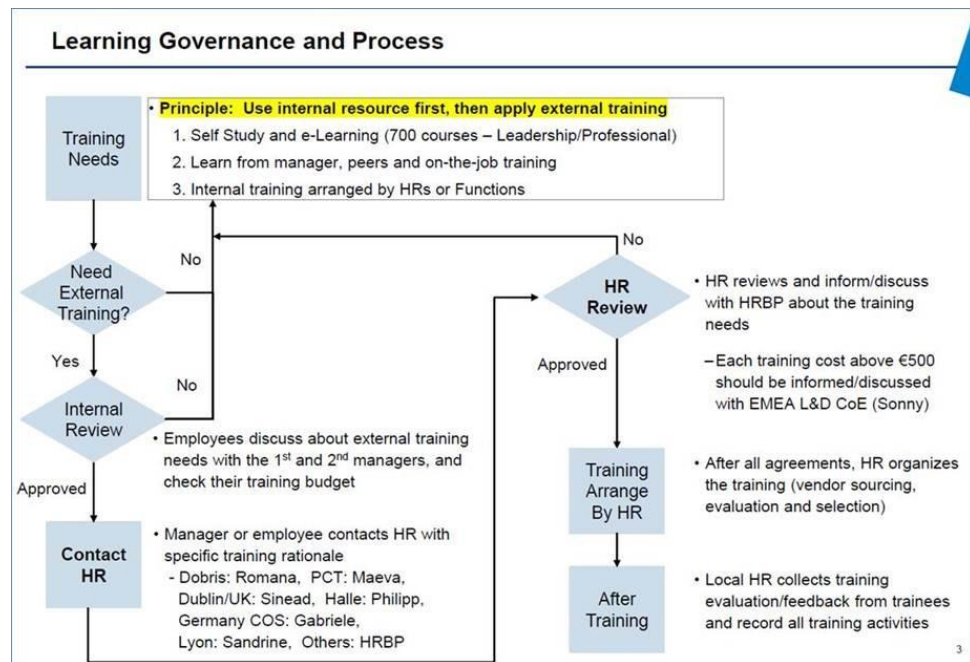 Learning Governance and Process
Training
Needs
• Principle: Use internal resource first, then apply external training
1. Self Study and e-Learning (700 courses – Leadership/Professional)
2. Learn from manager, peers and on-the-job training
3. Internal training arranged by HRs or Functions
Need
External
Training?
No
Yes
Internal
Review
No
• Employees discuss about external training
needs with the 1st and 2nd managers, and
check their training budget
Approved
Contact
HR
• Manager or employee contacts HR with
specific training rationale
- Dobris: Romana, PCT: Maeva,
Dublin/UK: Sinead, Halle: Philipp,
Germany COS: Gabriele,
Lyon: Sandrine, Others: HRBP
No
HR
Review
• HR reviews and inform/discuss
with HRBP about the training
needs
–Each training cost above €500
should be informed/discussed
with EMEA L&D CoE (Sonny)
Approved
Training
Arrange
By HR
• After all agreements, HR organizes
the training (vendor sourcing,
evaluation and selection)
After
Training
• Local HR collects training
evaluation/feedback from trainees
and record all training activities
3